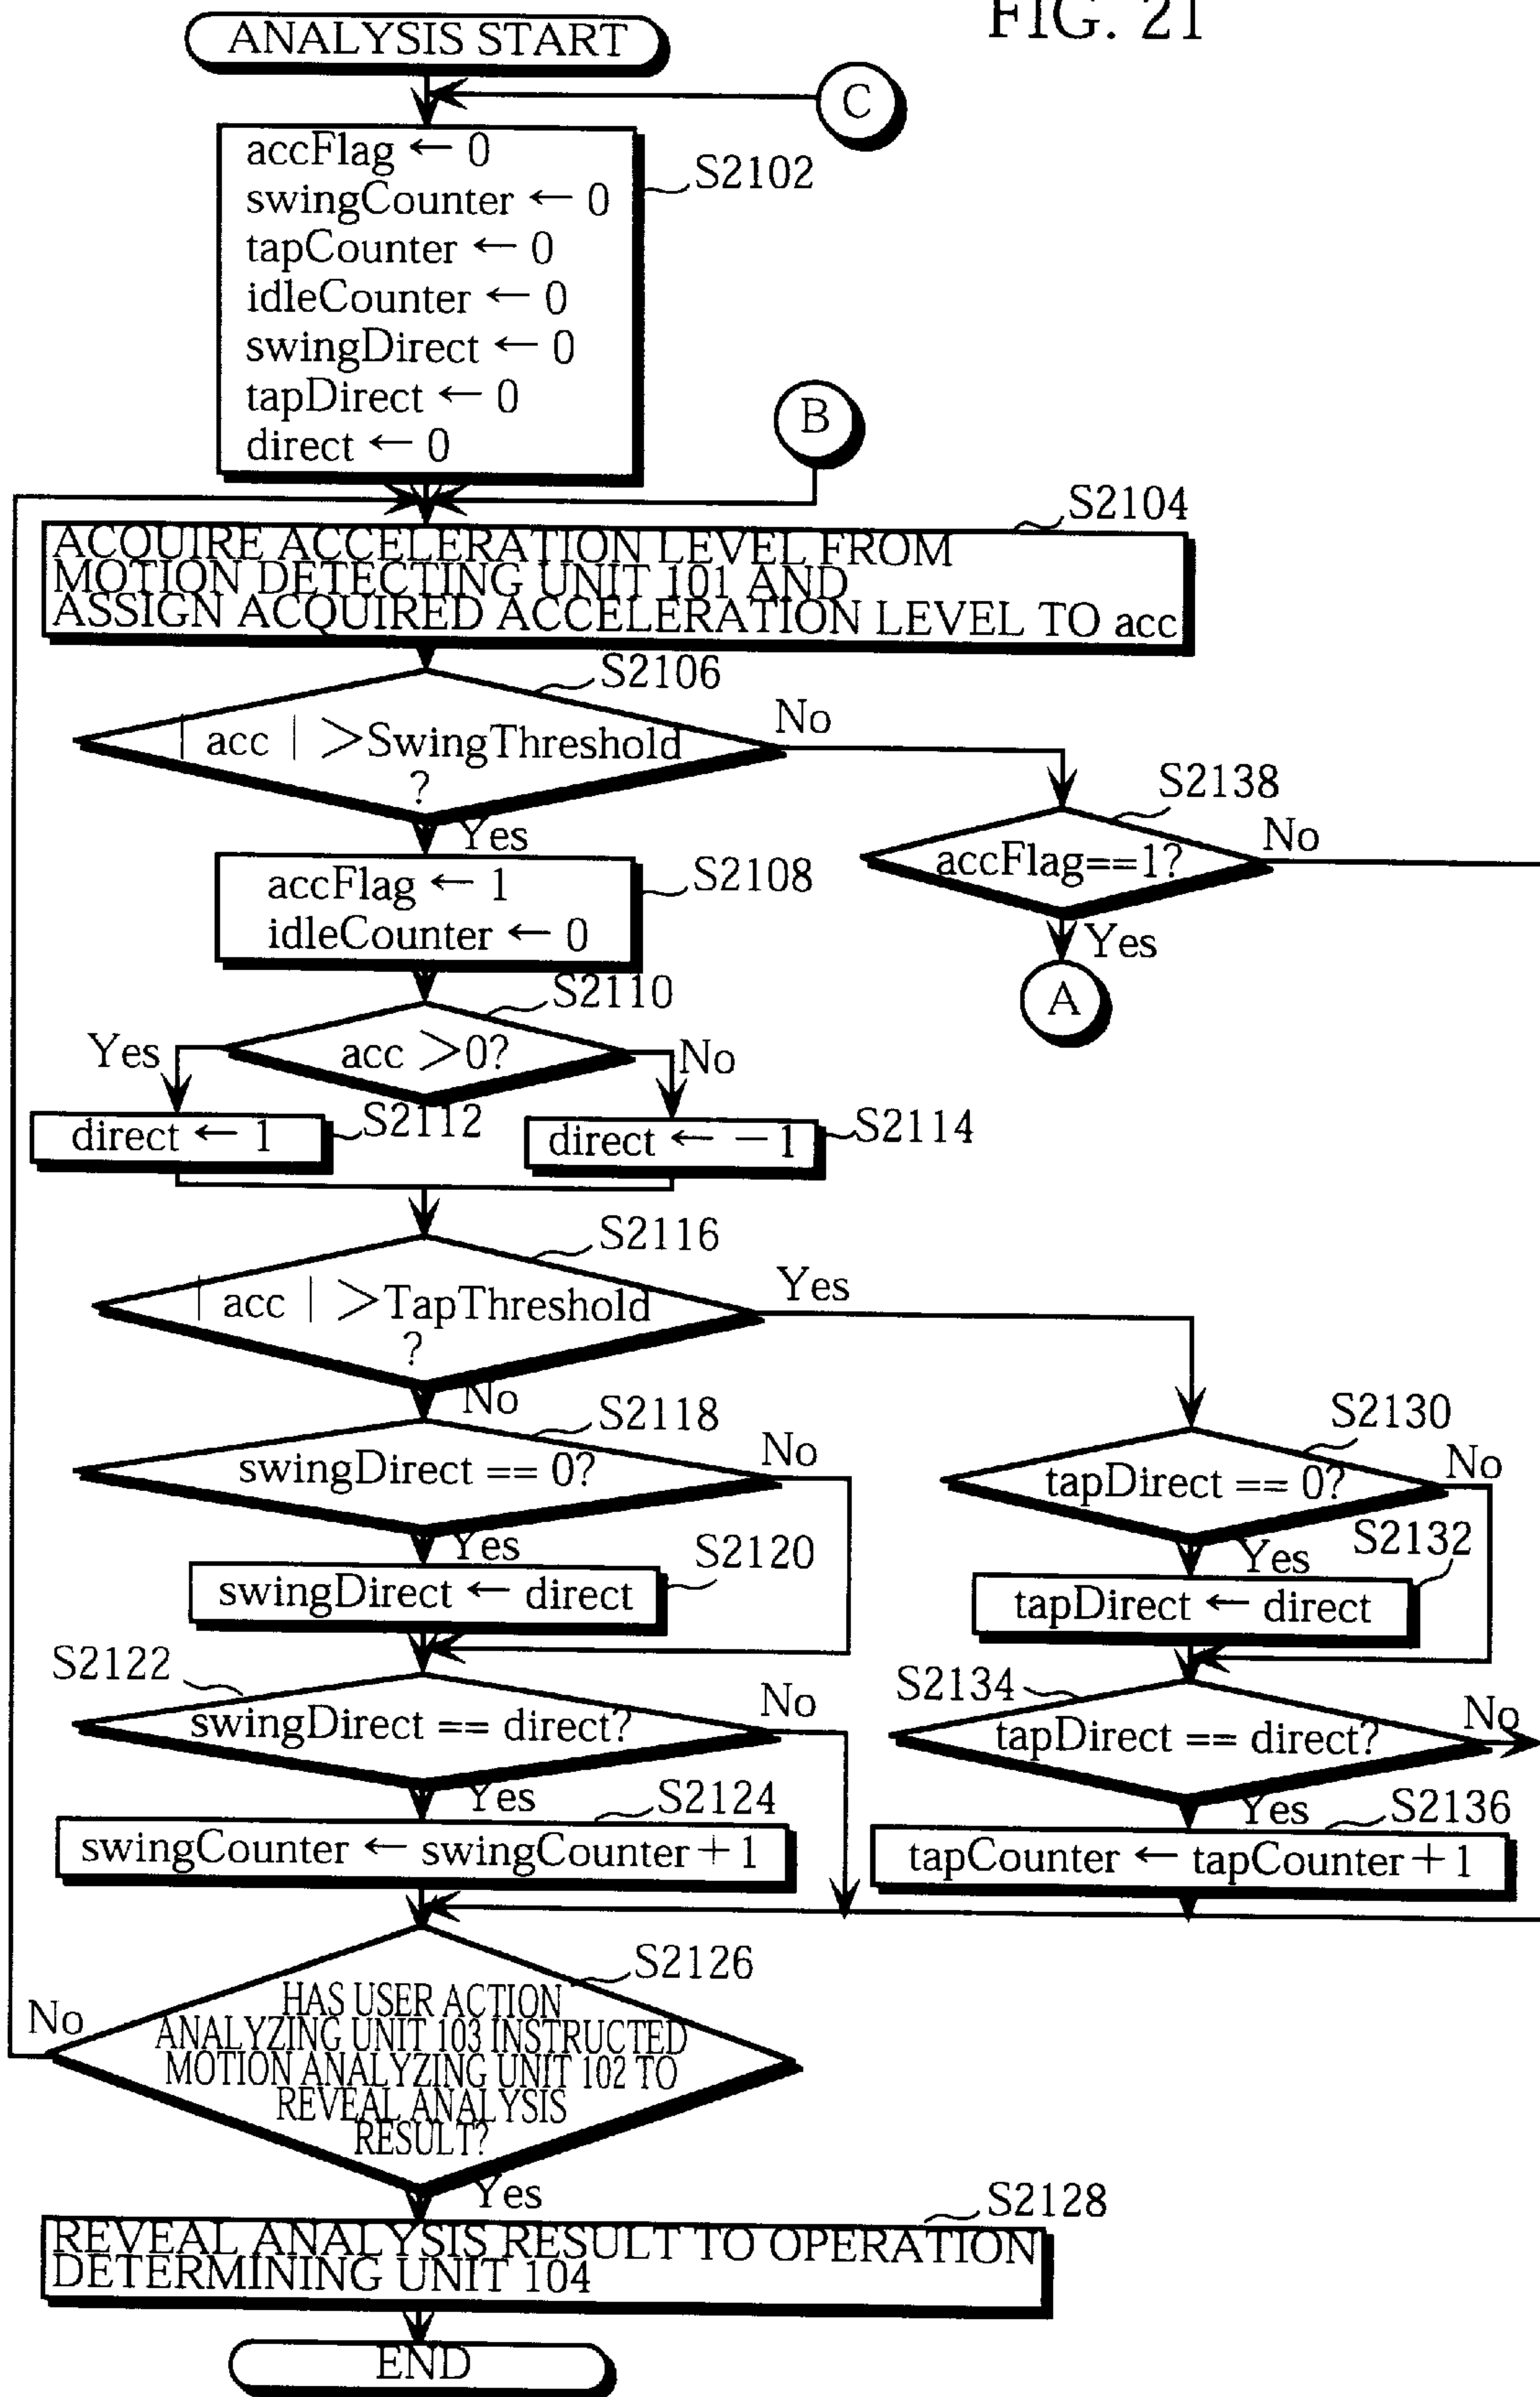 FIG. 21
ANALYSIS START
C
accFlag ← 0
swingCounter ← 0
tapCounter ← 0
idleCounter ← 0
swingDirect ← 0
tapDirect ← 0
direct ← 0
S2102
B
S2104
ACQUIRE ACCELERATION LEVEL FROM
MOTION DETECTING UNIT 101 AND
ASSIGN ACQUIRED ACCELERATION LEVEL TO acc
S2106
| acc | >SwingThreshold
?
No
Yes
S2138
accFlag==1?
No
Yes
A
accFlag ← 1
idleCounter ← 0
S2108
S2110
acc >0?
Yes
No
direct ← 1
S2112
direct ← −1
S2114
S2116
| acc | >TapThreshold
?
Yes
No
S2118
swingDirect == 0?
No
Yes
S2120
swingDirect ← direct
S2130
tapDirect == 0?
No
Yes
S2132
tapDirect ← direct
S2122
swingDirect == direct?
No
Yes
S2124
swingCounter ← swingCounter+1
S2134
tapDirect == direct?
No
Yes
S2136
tapCounter ← tapCounter+1
S2126
HAS USER ACTION
ANALYZING UNIT 103 INSTRUCTED
MOTION ANALYZING UNIT 102 TO
REVEAL ANALYSIS
RESULT?
No
Yes
S2128
REVEAL ANALYSIS RESULT TO OPERATION
DETERMINING UNIT 104
END